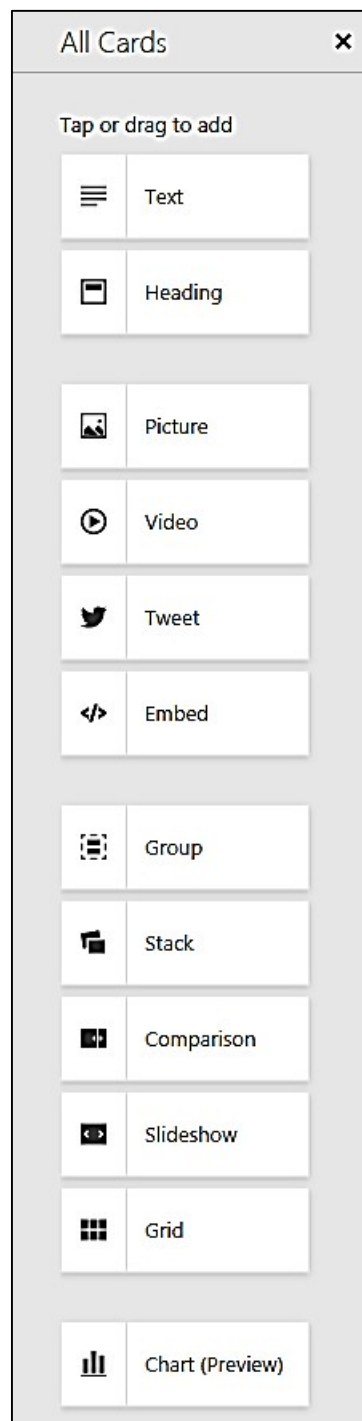 All Cards
Tap or drag to add
Text
Heading
Picture
Video
Tweet
Embed
Group
Stack
Comparison
Slideshow
Grid
Chart (Preview)